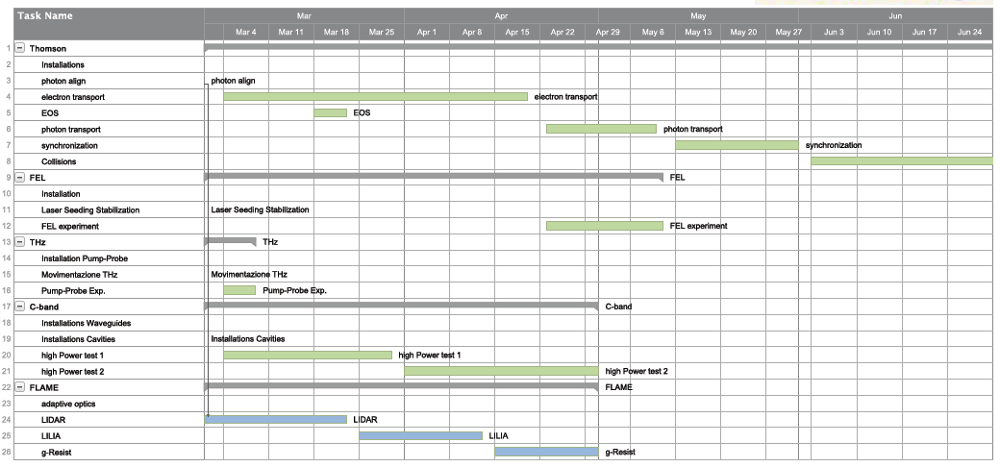 Task Name Mar Apr May Jun
Mar 4 Mar 11 Mar 18 Mar 25 Apr 1 Apr 8 Apr 15 Apr 22 Apr 29 May 6 May 13 May 20 May 27 Jun 3 Jun 10 Jun 17 Jun 24
1 Thomson
2 Installations
3 photon align photon align
4 electron transport electron transport
5 EOS EOS
6 photon transport photon transport
7 synchronization synchronization
8 Collisions
9 FEL FEL
10 Installation
11 Laser Seeding Stabilization Laser Seeding Stabilization
12 FEL experiment FEL experiment
13 THz THz
14 Installation Pump-Probe
15 Movimentazione THz Movimentazione THz
16 Pump-Probe Exp. Pump-Probe Exp.
17 C-band C-band
18 Installations Waveguides
19 Installations Cavities Installations Cavities
20 high Power test 1 high Power test 1
21 high Power test 2 high Power test 2
22 FLAME FLAME
23 adaptive optics
24 LIDAR LIDAR
25 LILIA LILIA
26 g-Resist g-Resist